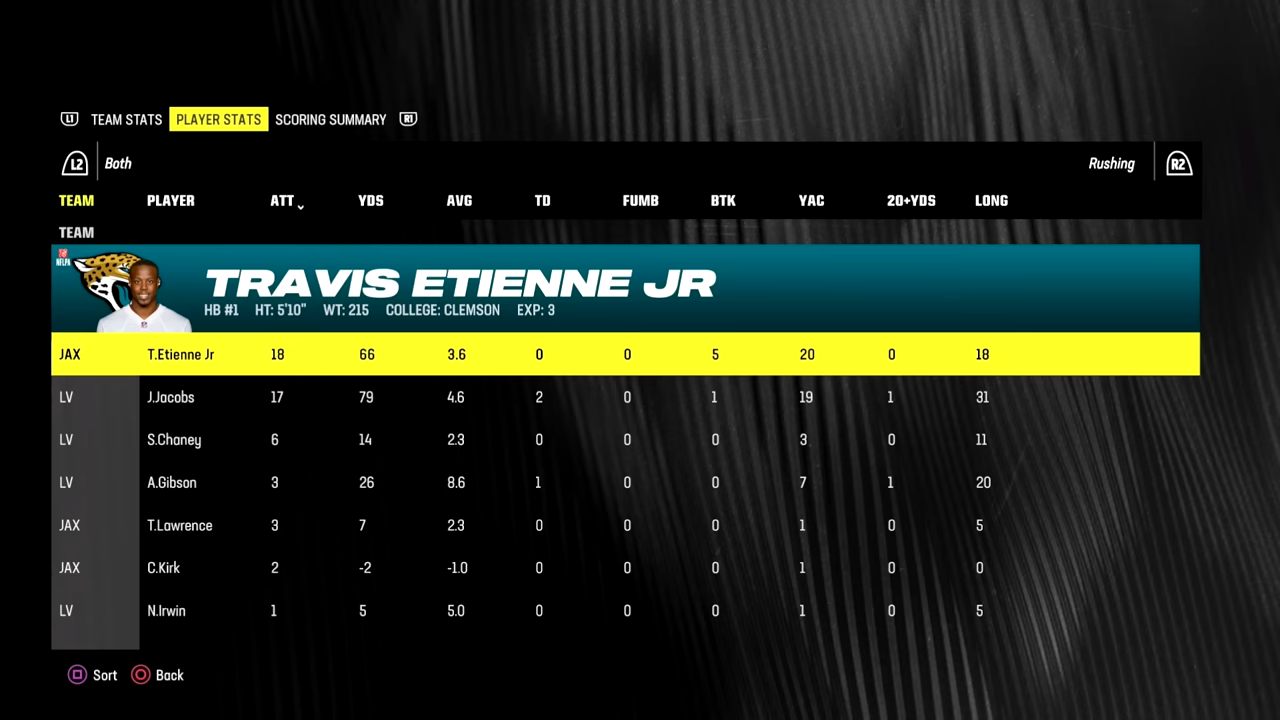 L1 TEAM STATS PLAYER STATS SCORING SUMMARY R1
L2 Both Rushing R2
TEAM PLAYER ATT YDS AVG TD FUMB BTK YAC 20+YDS LONG
TEAM
NFLPA
TRAVIS ETIENNE JR
HB #1 HT: 5'10" WT: 215 COLLEGE: CLEMSON EXP: 3
JAX T.Etienne Jr 18 66 3.6 0 0 5 20 0 18
LV J.Jacobs 17 79 4.6 2 0 1 19 1 31
LV S.Chaney 6 14 2.3 0 0 0 3 0 11
LV A.Gibson 3 26 8.6 1 0 0 7 1 20
JAX T.Lawrence 3 7 2.3 0 0 0 1 0 5
JAX C.Kirk 2 -2 -1.0 0 0 0 1 0 0
LV N.Irwin 1 5 5.0 0 0 0 1 0 5
Sort Back